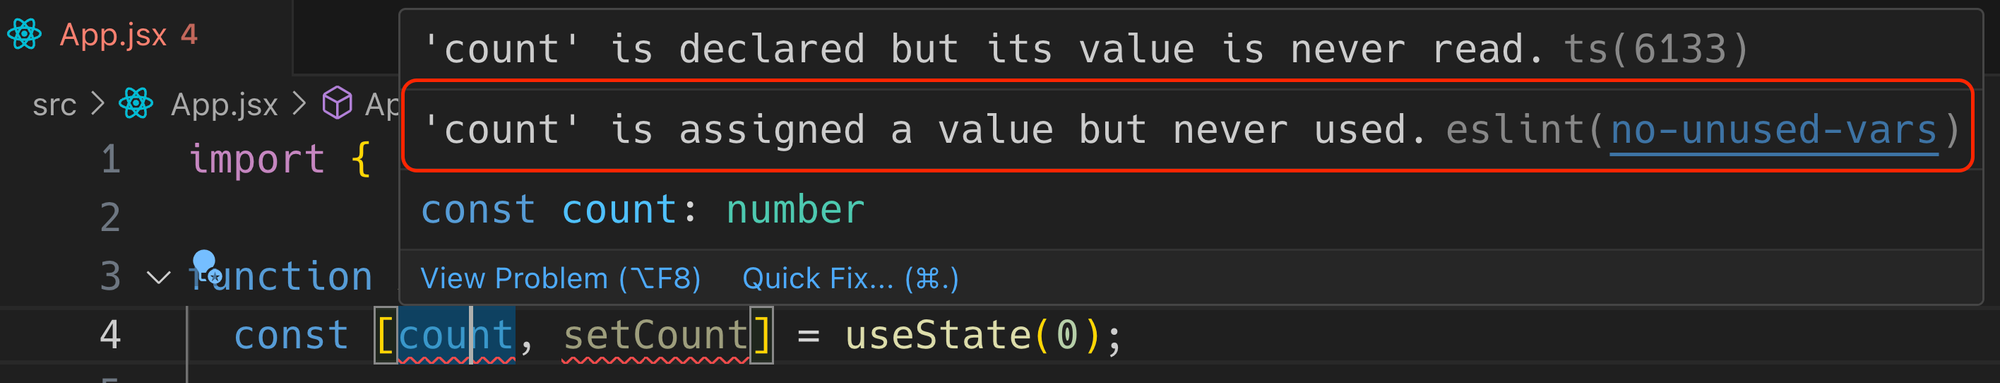 App.jsx 4
'count' is declared but its value is never read. ts(6133)
src > App.jsx > Ap
'count' is assigned a value but never used. eslint(no-unused-vars)
1 import {
2
const count: number
3 function
View Problem (⌥F8) Quick Fix... (⌘.)
4 const [count, setCount] = useState(0);